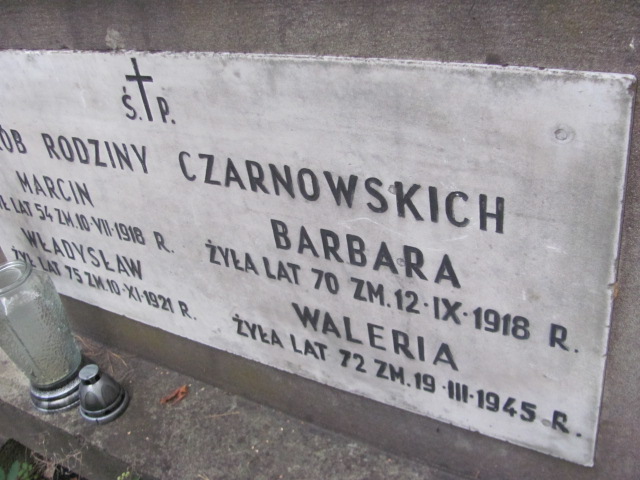 Ś.P.
ÓB RODZINY CZARNOWSKICH
MARCIN
LAT 54 ZM. 10·VII·1918 R.
WŁADYSŁAW
ŻYŁ LAT 75 ZM. 10·XI·1921 R.
BARBARA
ŻYŁA LAT 70 ZM. 12·IX·1918 R.
WALERIA
ŻYŁA LAT 72 ZM. 19·III·1945 R.